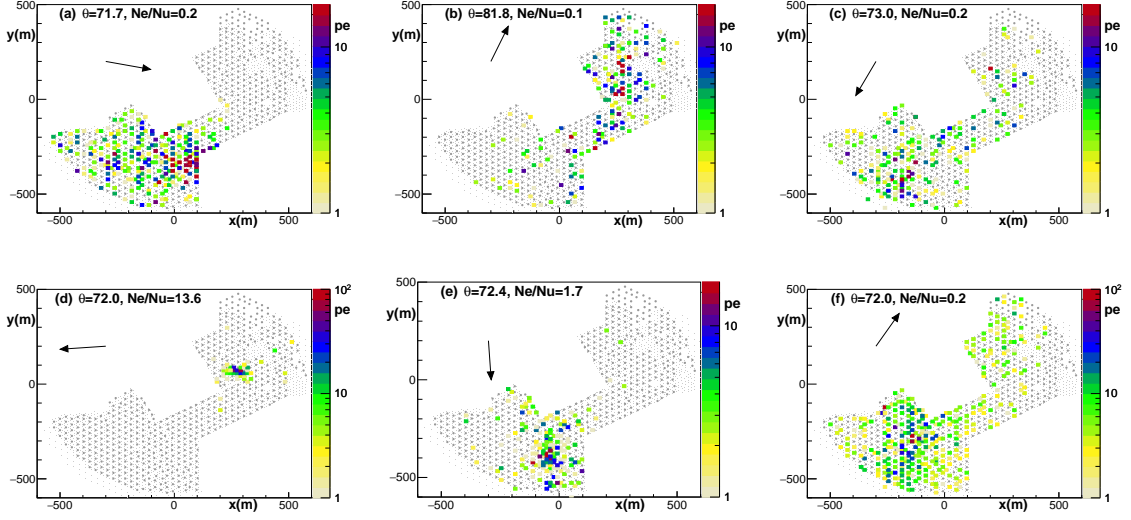 (a) θ=71.7, Ne/Nu=0.2
y(m)
500
0
−500
−500
0
500
x(m)
pe
10
1
(b) θ=81.8, Ne/Nu=0.1
y(m)
500
0
−500
−500
0
500
x(m)
pe
10
1
(c) θ=73.0, Ne/Nu=0.2
y(m)
500
0
−500
−500
0
500
x(m)
pe
10
1
(d) θ=72.0, Ne/Nu=13.6
y(m)
500
0
−500
−500
0
500
x(m)
10²
pe
10
1
(e) θ=72.4, Ne/Nu=1.7
y(m)
500
0
−500
−500
0
500
x(m)
pe
10
1
(f) θ=72.0, Ne/Nu=0.2
y(m)
500
0
−500
−500
0
500
x(m)
10²
pe
10
1